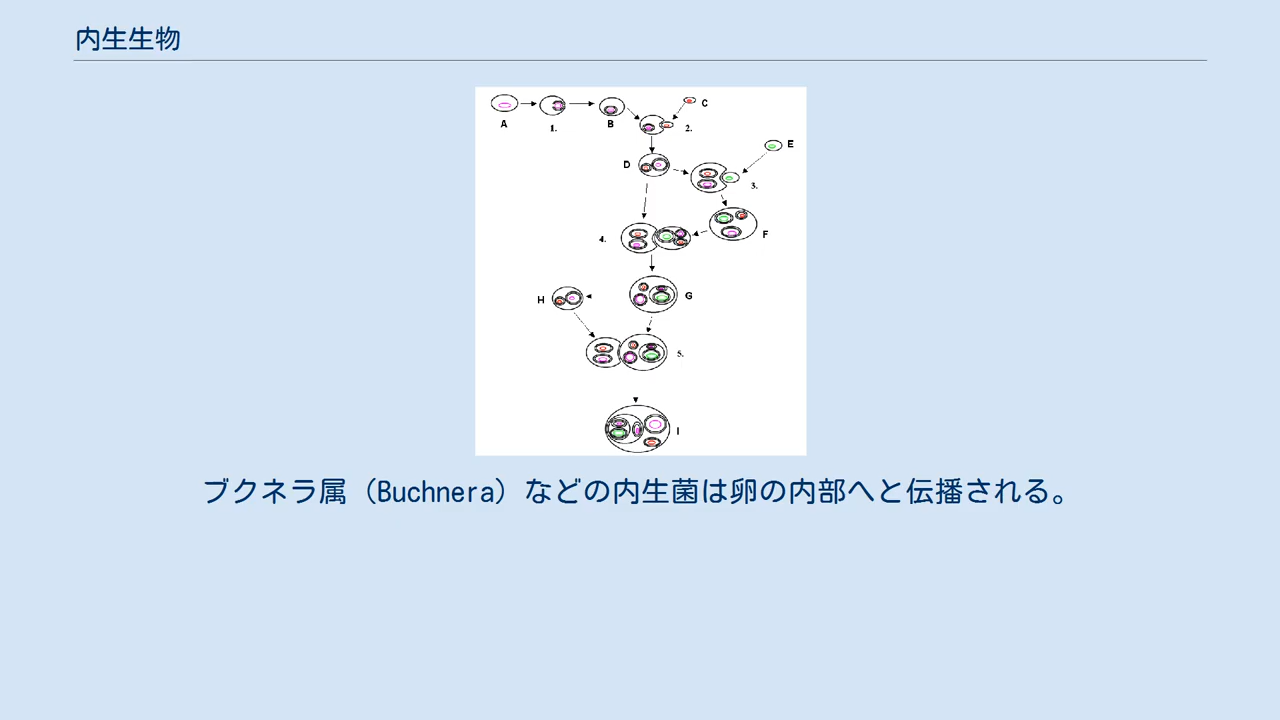 内生生物
A
1.
B
C
2.
D
E
3.
4.
F
H
G
5.
I
ブクネラ属（Buchnera）などの内生菌は卵の内部へと伝播される。